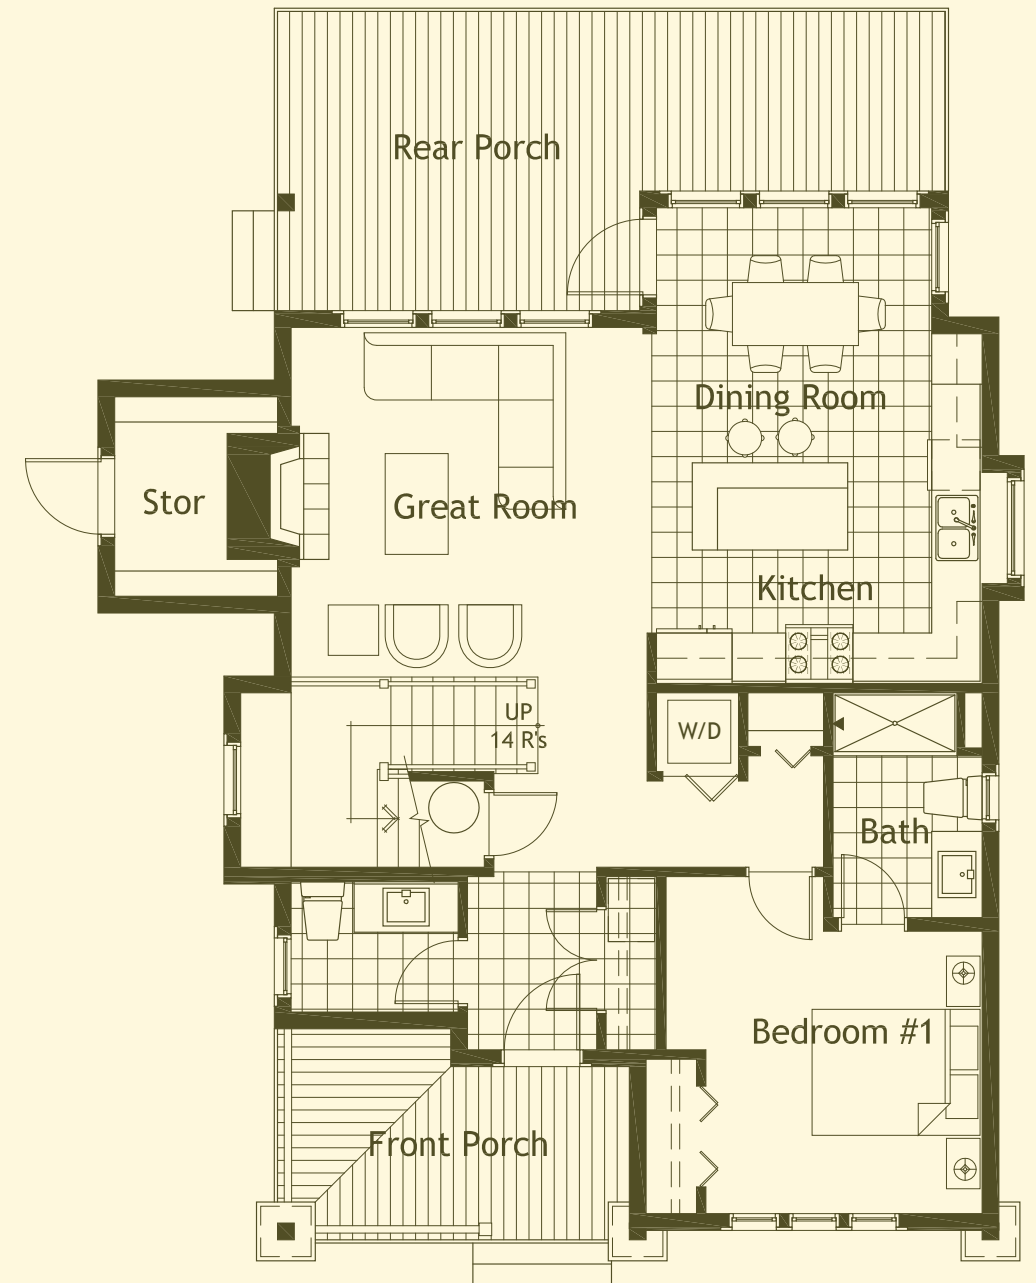 Rear Porch
Dining Room
Stor
Great Room
Kitchen
UP
14 R's
W/D
Bath
Bedroom #1
Front Porch